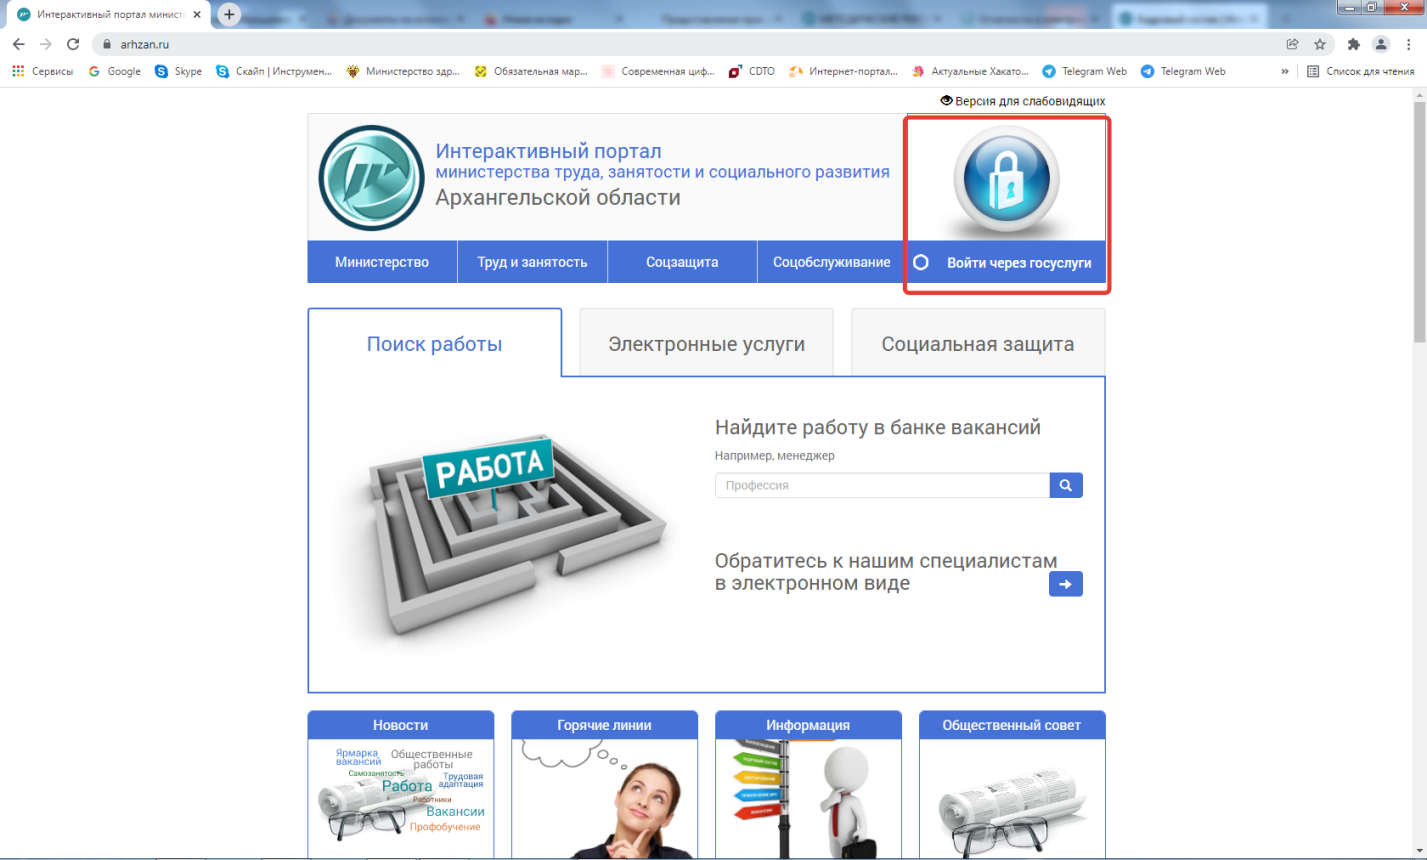 Интерактивный портал минист
arhzan.ru
Сервисы
Google
Skype
Скайп | Инструмен...
Министерство здр...
Обязательная мар...
Современная циф...
CDTO
Интернет-портал...
Актуальные Хакато...
Telegram Web
Telegram Web
»
Список для чтения
Версия для слабовидящих
Интерактивный портал
министерства труда, занятости и социального развития
Архангельской области
Министерство
Труд и занятость
Соцзащита
Соцобслуживание
Войти через госуслуги
Поиск работы
Электронные услуги
Социальная защита
РАБОТА
Найдите работу в банке вакансий
Например, менеджер
Профессия
Обратитесь к нашим специалистам
в электронном виде
Новости
Горячие линии
Информация
Общественный совет
Ярмарка
вакансий
Общественные
работы
Самозанятость
Трудовая
адаптация
Работа
Работники
Вакансии
Профобучение